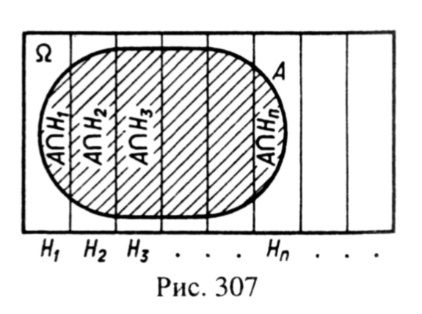 Ω
A
A∩H₁
A∩H₂
A∩H₃
A∩Hₙ
H₁ H₂ H₃ . . . Hₙ . . .
Рис. 307